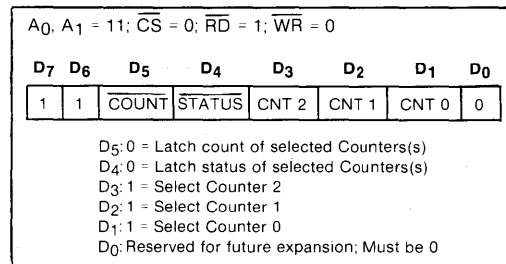 A0, A1 = 11; CS = 0; RD = 1; WR = 0
D7 D6 D5 D4 D3 D2 D1 D0
1 1 COUNT STATUS CNT 2 CNT 1 CNT 0 0
D5: 0 = Latch count of selected Counters(s)
D4: 0 = Latch status of selected Counters(s)
D3: 1 = Select Counter 2
D2: 1 = Select Counter 1
D1: 1 = Select Counter 0
D0: Reserved for future expansion; Must be 0